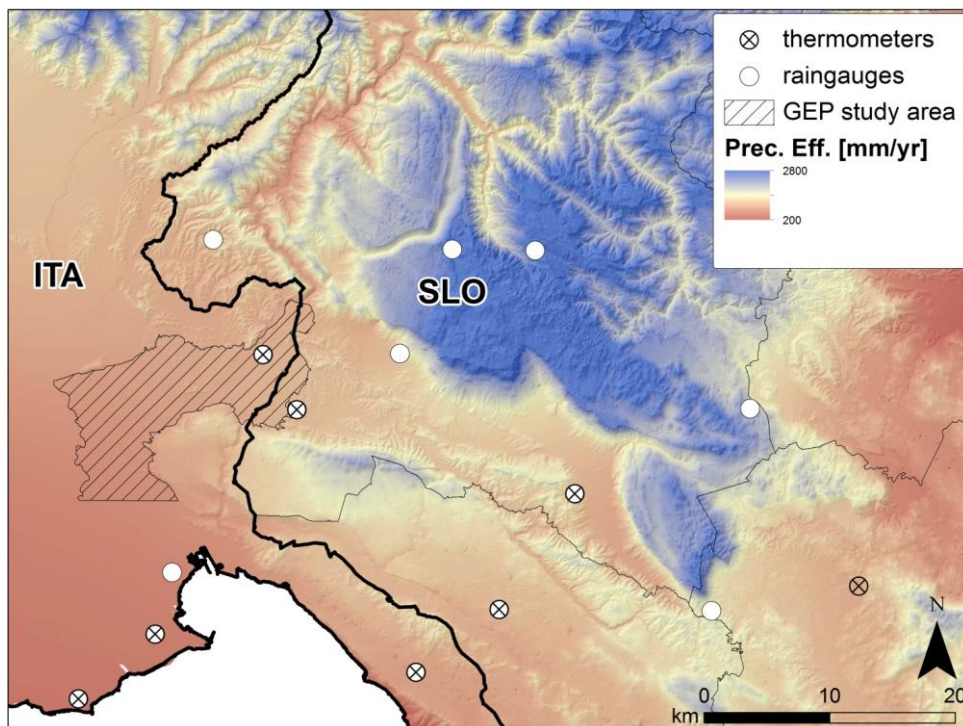 thermometers
raingauges
GEP study area
Prec. Eff. [mm/yr]
2800
200
ITA
SLO
N
0 10 20
km